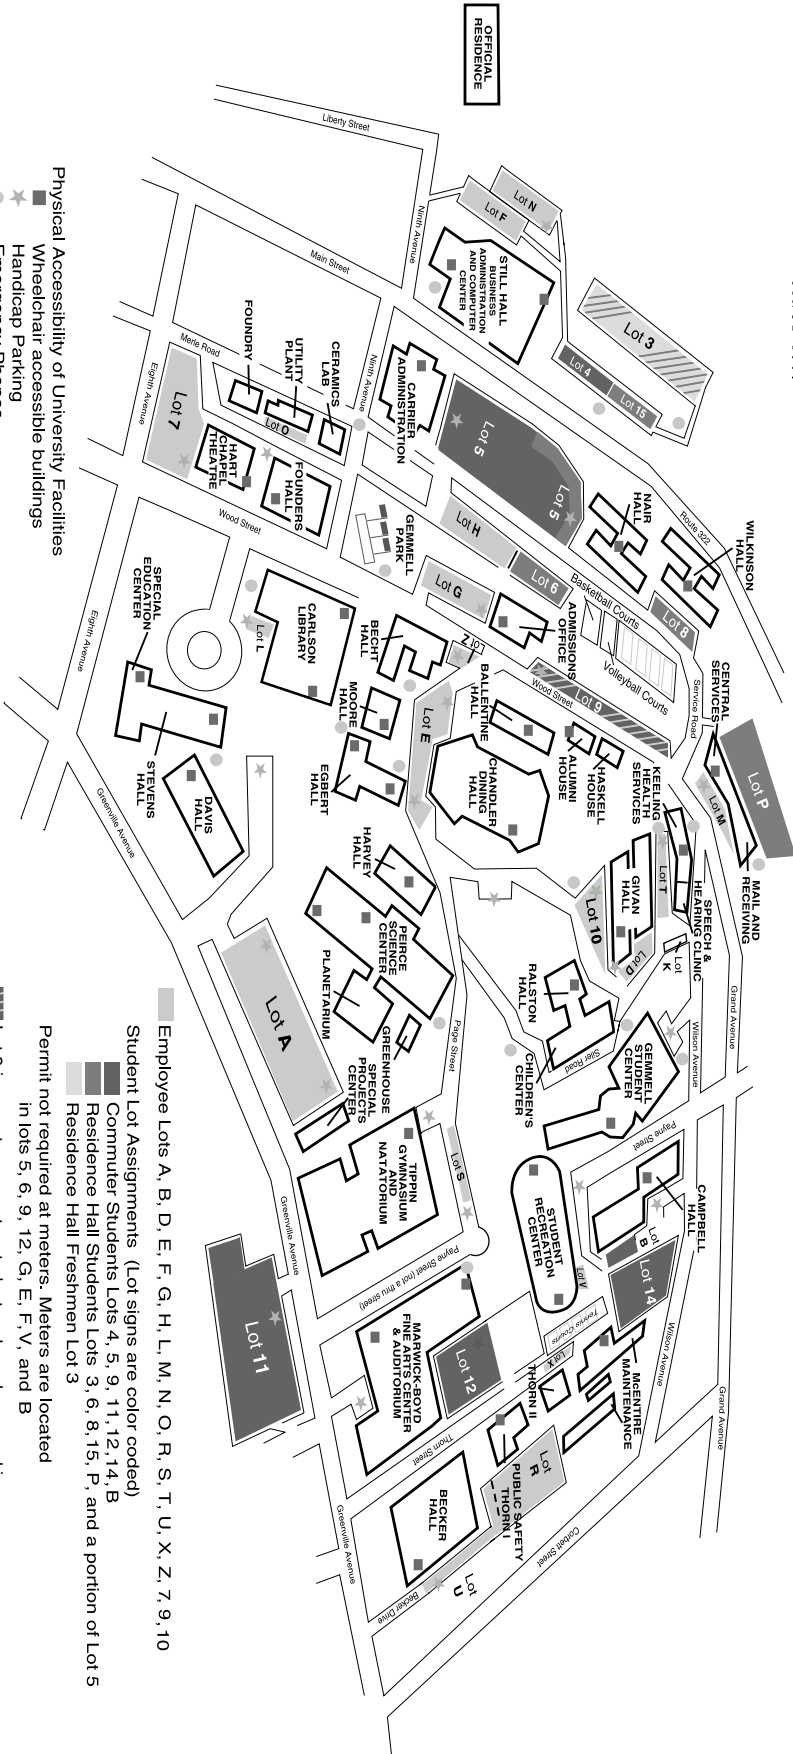 OFFICIAL
RESIDENCE
Liberty Street
Ninth Avenue
Main Street
Lot N
Lot F
STILL HALL
BUSINESS
ADMINISTRATION
AND COMPUTER
CENTER
Lot 3
Lot 4
Lot 15
Merle Road
Eighth Avenue
Lot 7
FOUNDRY
UTILITY
PLANT
CERAMICS
LAB
Lot O
HART
CHAPEL
THEATRE
FOUNDERS
HALL
Ninth Avenue
CARRIER
ADMINISTRATION
Lot 5
Lot 5
NAIR
HALL
Route 322
WILKINSON
HALL
Wood Street
GEMMELL
PARK
Lot H
Lot G
Lot 6
Basketball Courts
Volleyball Courts
Lot 8
Service Road
ADMISSIONS
OFFICE
Lot Z
Wood Street
Lot 9
CENTRAL
SERVICES
Lot P
Lot M
MAIL AND
RECEIVING
SPECIAL
EDUCATION
CENTER
Eighth Avenue
Lot L
CARLSON
LIBRARY
BECHT
HALL
MOORE
HALL
EGBERT
HALL
Lot E
BALLENTINE
HALL
CHANDLER
DINING
HALL
ALUMNI
HOUSE
HASKELL
HOUSE
KEELING
HEALTH
SERVICES
SPEECH &
HEARING CLINIC
Lot T
GIVAN
HALL
Lot 10
Lot D
Lot
K
STEVENS
HALL
DAVIS
HALL
Greenville Avenue
HARVEY
HALL
PEIRCE
SCIENCE
CENTER
PLANETARIUM
GREENHOUSE
SPECIAL
PROJECTS
CENTER
Lot A
Page Street
RALSTON
HALL
CHILDREN'S
CENTER
Siler Road
GEMMELL
STUDENT
CENTER
Wilson Avenue
Grand Avenue
Payne Street
TIPPIN
GYMNASIUM
AND
NATATORIUM
Lot S
STUDENT
RECREATION
CENTER
CAMPBELL
HALL
Lot
B
Lot 14
Lot V
Tennis Courts
Lot X
Wilson Avenue
Grand Avenue
Greenville Avenue
Lot 11
Payne Street (not a thru street)
MARWICK-BOYD
FINE ARTS CENTER
& AUDITORIUM
Lot 12
THORN II
McENTIRE
MAINTENANCE
Thorn Street
Lot
R
PUBLIC SAFETY
THORN I
BECKER
HALL
Corbett Street
Lot
U
Becker Drive
Greenville Avenue
Physical Accessibility of University Facilities
Wheelchair accessible buildings
Handicap Parking
Employee Lots A, B, D, E, F, G, H, L, M, N, O, R, S, T, U, X, Z, 7, 9, 10
Student Lot Assignments (Lot signs are color coded)
Commuter Students Lots 4, 5, 9, 11, 12, 14, B
Residence Hall Students Lots 3, 6, 8, 15, P, and a portion of Lot 5
Residence Hall Freshmen Lot 3
Permit not required at meters. Meters are located
in lots 5, 6, 9, 12, G, E, F, V, and B